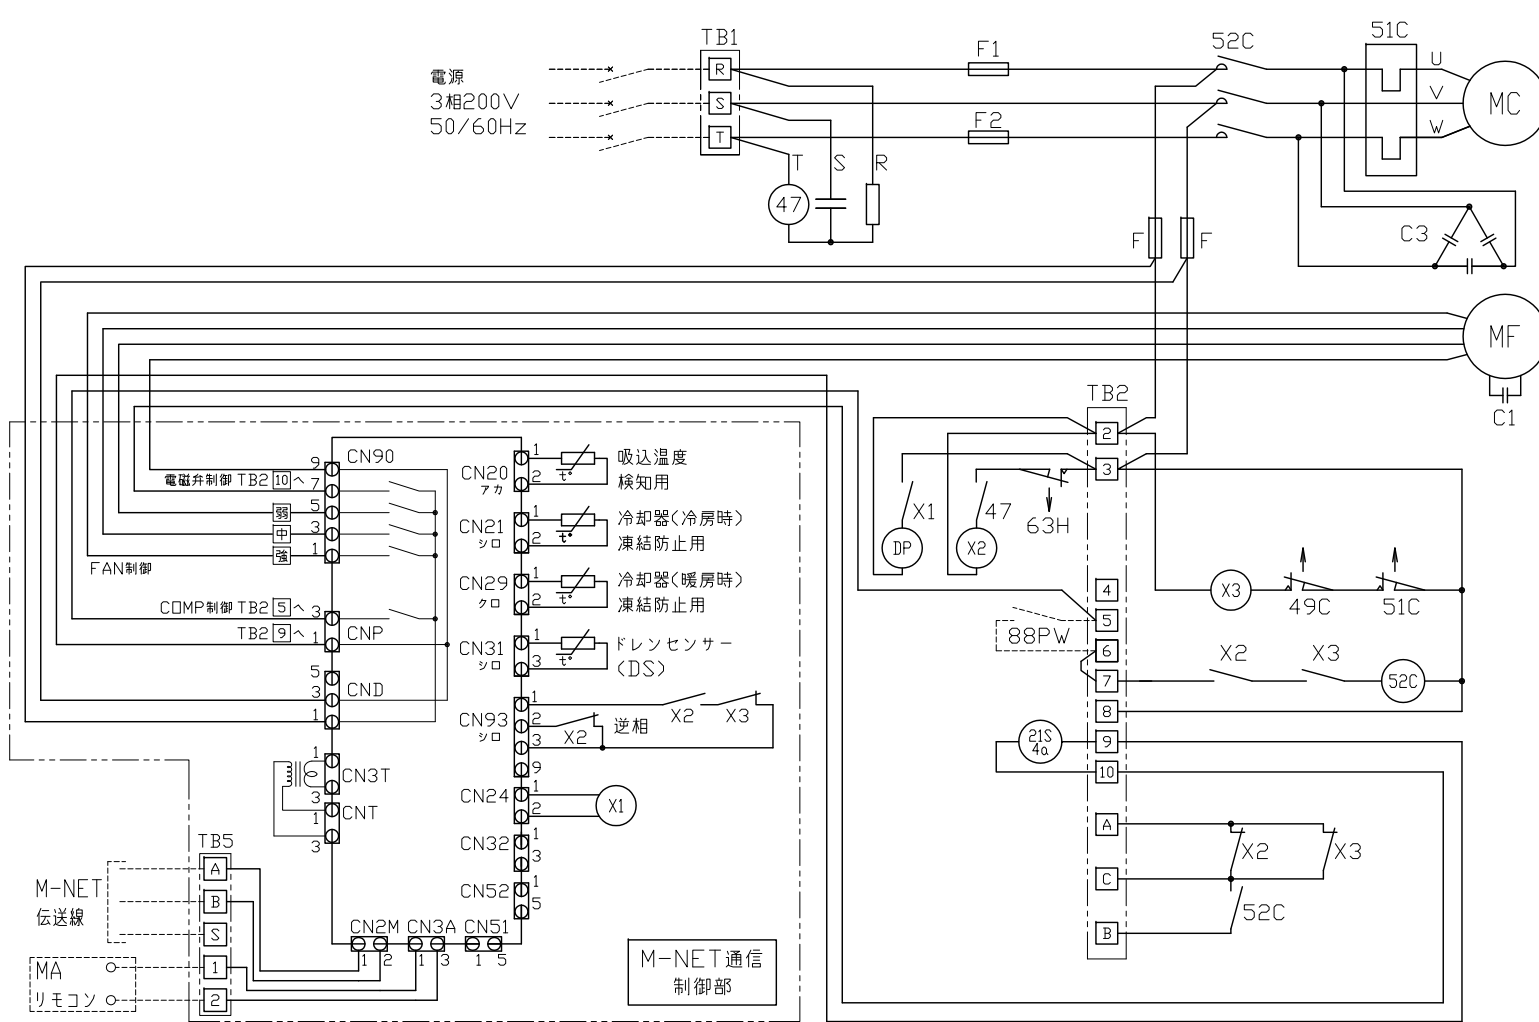 電源
3相200V
50/60Hz
TB1
R
S
T
T
S
R
47
F1
F2
52C
51C
U
V
W
MC
C3
F
F
MF
C1
TB2
2
3
4
5
6
7
8
9
10
A
C
B
X1
DP
47
X2
63H
X3
49C
51C
88PW
X2
X3
52C
21S
4a
X2
X3
52C
CN90
9
7
5
3
1
電磁弁制御 TB2 10 へ
弱
中
強
FAN制御
COMP制御 TB2 5 へ
TB2 9 へ
3
1
CNP
5
3
1
CND
1
3
CN3T
1
3
CNT
CN20
アカ
1
2
t°
吸込温度
検知用
CN21
シロ
1
2
t°
冷却器(冷房時)
凍結防止用
CN29
クロ
1
2
t°
冷却器(暖房時)
凍結防止用
CN31
シロ
1
3
t°
ドレンセンサー
(DS)
CN93
シロ
1
2
3
9
X2
X3
X2
逆相
CN24
1
2
X1
CN32
1
3
CN52
1
5
CN2M
CN3A
CN51
1
2
1
3
1
5
M-NET通信
制御部
TB5
A
B
S
1
2
M-NET
伝送線
MA
リモコン